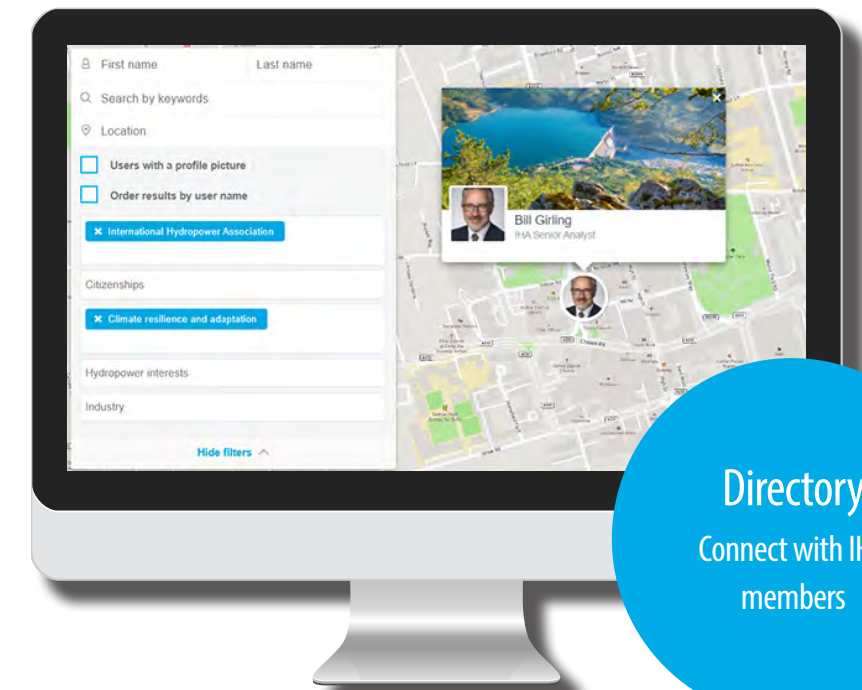 First name
Last name
Search by keywords
Location
Users with a profile picture
Order results by user name
× International Hydropower Association
Citizenships
× Climate resilience and adaptation
Hydropower interests
Industry
Hide filters
×
Bill Girling
IHA Senior Analyst
Directory
Connect with IH
members